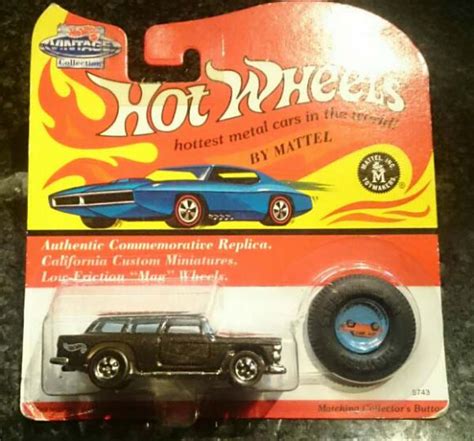 VINTAGE
Collection
Hot Wheels
hottest metal cars in the world!
BY MATTEL
MATTEL, INC.
M
TOYMAKERS
Authentic Commemorative Replica.
California Custom Miniatures.
Low-Friction "Mag" Wheels.
5743
Matching Collector's Button